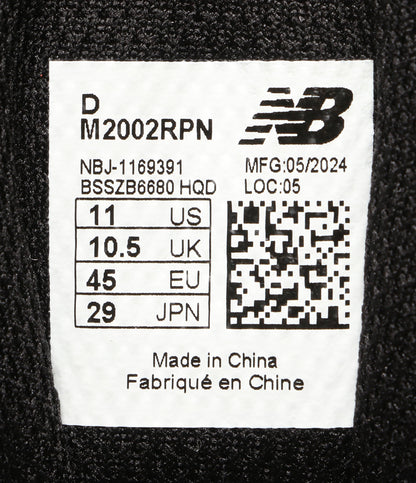 D
M2002RPN
NB
NBJ-1169391 MFG:05/2024
BSSZB6680 HQD LOC:05
11 US
10.5 UK
45 EU
29 JPN
Made in China
Fabriqué en Chine